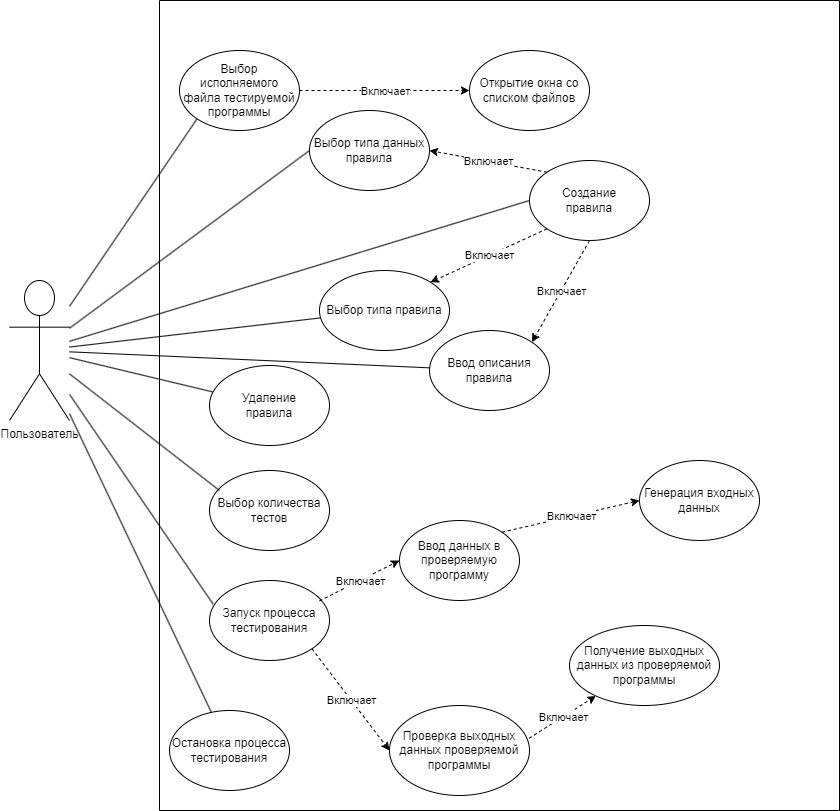 Выбор
исполняемого
файла тестируемой
программы
Включает
Открытие окна со
списком файлов
Выбор типа данных
правила
Включает
Создание
правила
Включает
Включает
Выбор типа правила
Ввод описания
правила
Удаление
правила
Пользователь
Выбор количества
тестов
Генерация входных
данных
Включает
Ввод данных в
проверяемую
программу
Включает
Запуск процесса
тестирования
Получение выходных
данных из проверяемой
программы
Включает
Включает
Проверка выходных
данных проверяемой
программы
Остановка процесса
тестирования